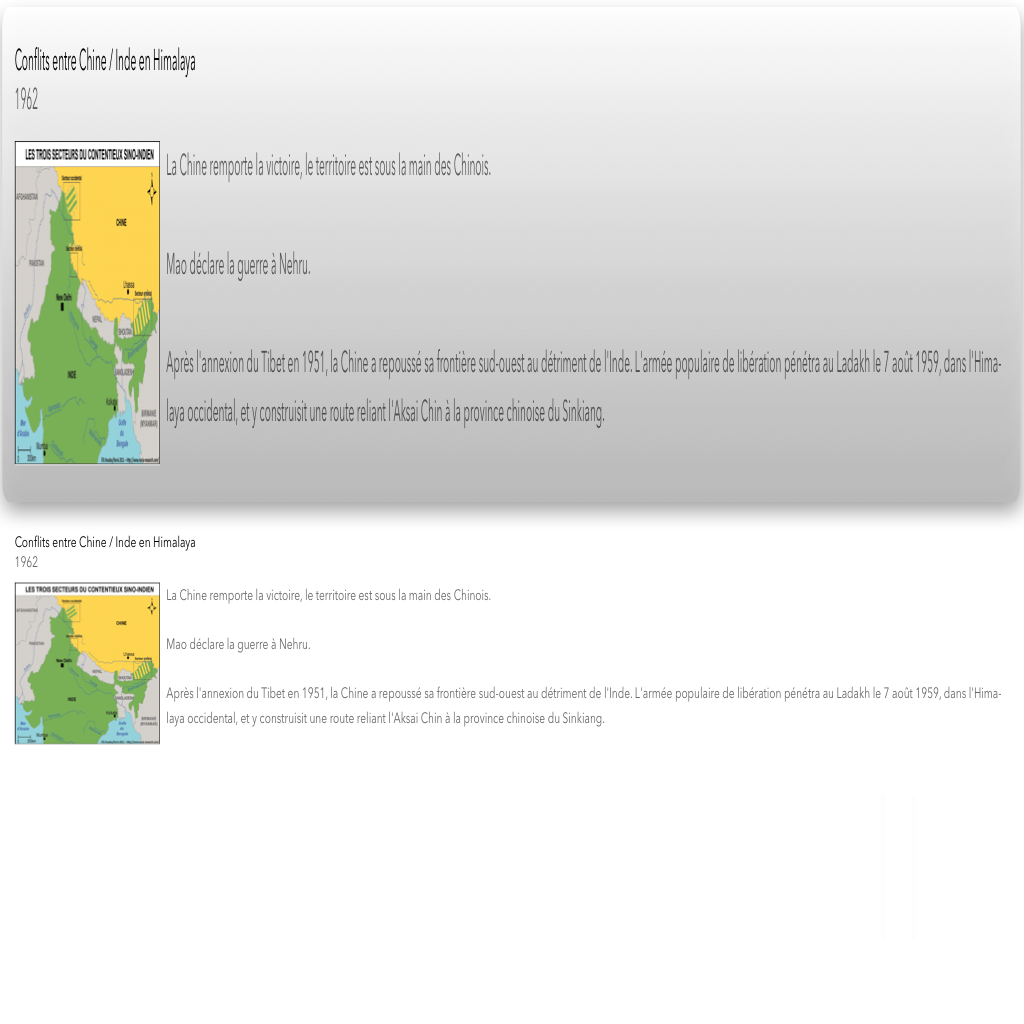 Conflits entre Chine / Inde en Himalaya
1962
LES TROIS SECTEURS DU CONTENTIEUX SINO-INDIEN
Secteur occidental
AFGHANISTAN
CHINE
Secteur central
PAKISTAN
Lhassa
Secteur oriental
New Delhi
NEPAL
BHOUTAN
INDE
BANGLADESH
Kolkata
BIRMANIE
(MYANMAR)
Mer
d'Arabie
Golfe
du
Bengale
Mumbai
La Chine remporte la victoire, le territoire est sous la main des Chinois.
Mao déclare la guerre à Nehru.
Après l'annexion du Tibet en 1951, la Chine a repoussé sa frontière sud-ouest au détriment de l'Inde. L'armée populaire de libération pénétra au Ladakh le 7 août 1959, dans l'Hima-
laya occidental, et y construisit une route reliant l'Aksai Chin à la province chinoise du Sinkiang.
Conflits entre Chine / Inde en Himalaya
1962
LES TROIS SECTEURS DU CONTENTIEUX SINO-INDIEN
CHINE
New Delhi
INDE
La Chine remporte la victoire, le territoire est sous la main des Chinois.
Mao déclare la guerre à Nehru.
Après l'annexion du Tibet en 1951, la Chine a repoussé sa frontière sud-ouest au détriment de l'Inde. L'armée populaire de libération pénétra au Ladakh le 7 août 1959, dans l'Hima-
laya occidental, et y construisit une route reliant l'Aksai Chin à la province chinoise du Sinkiang.